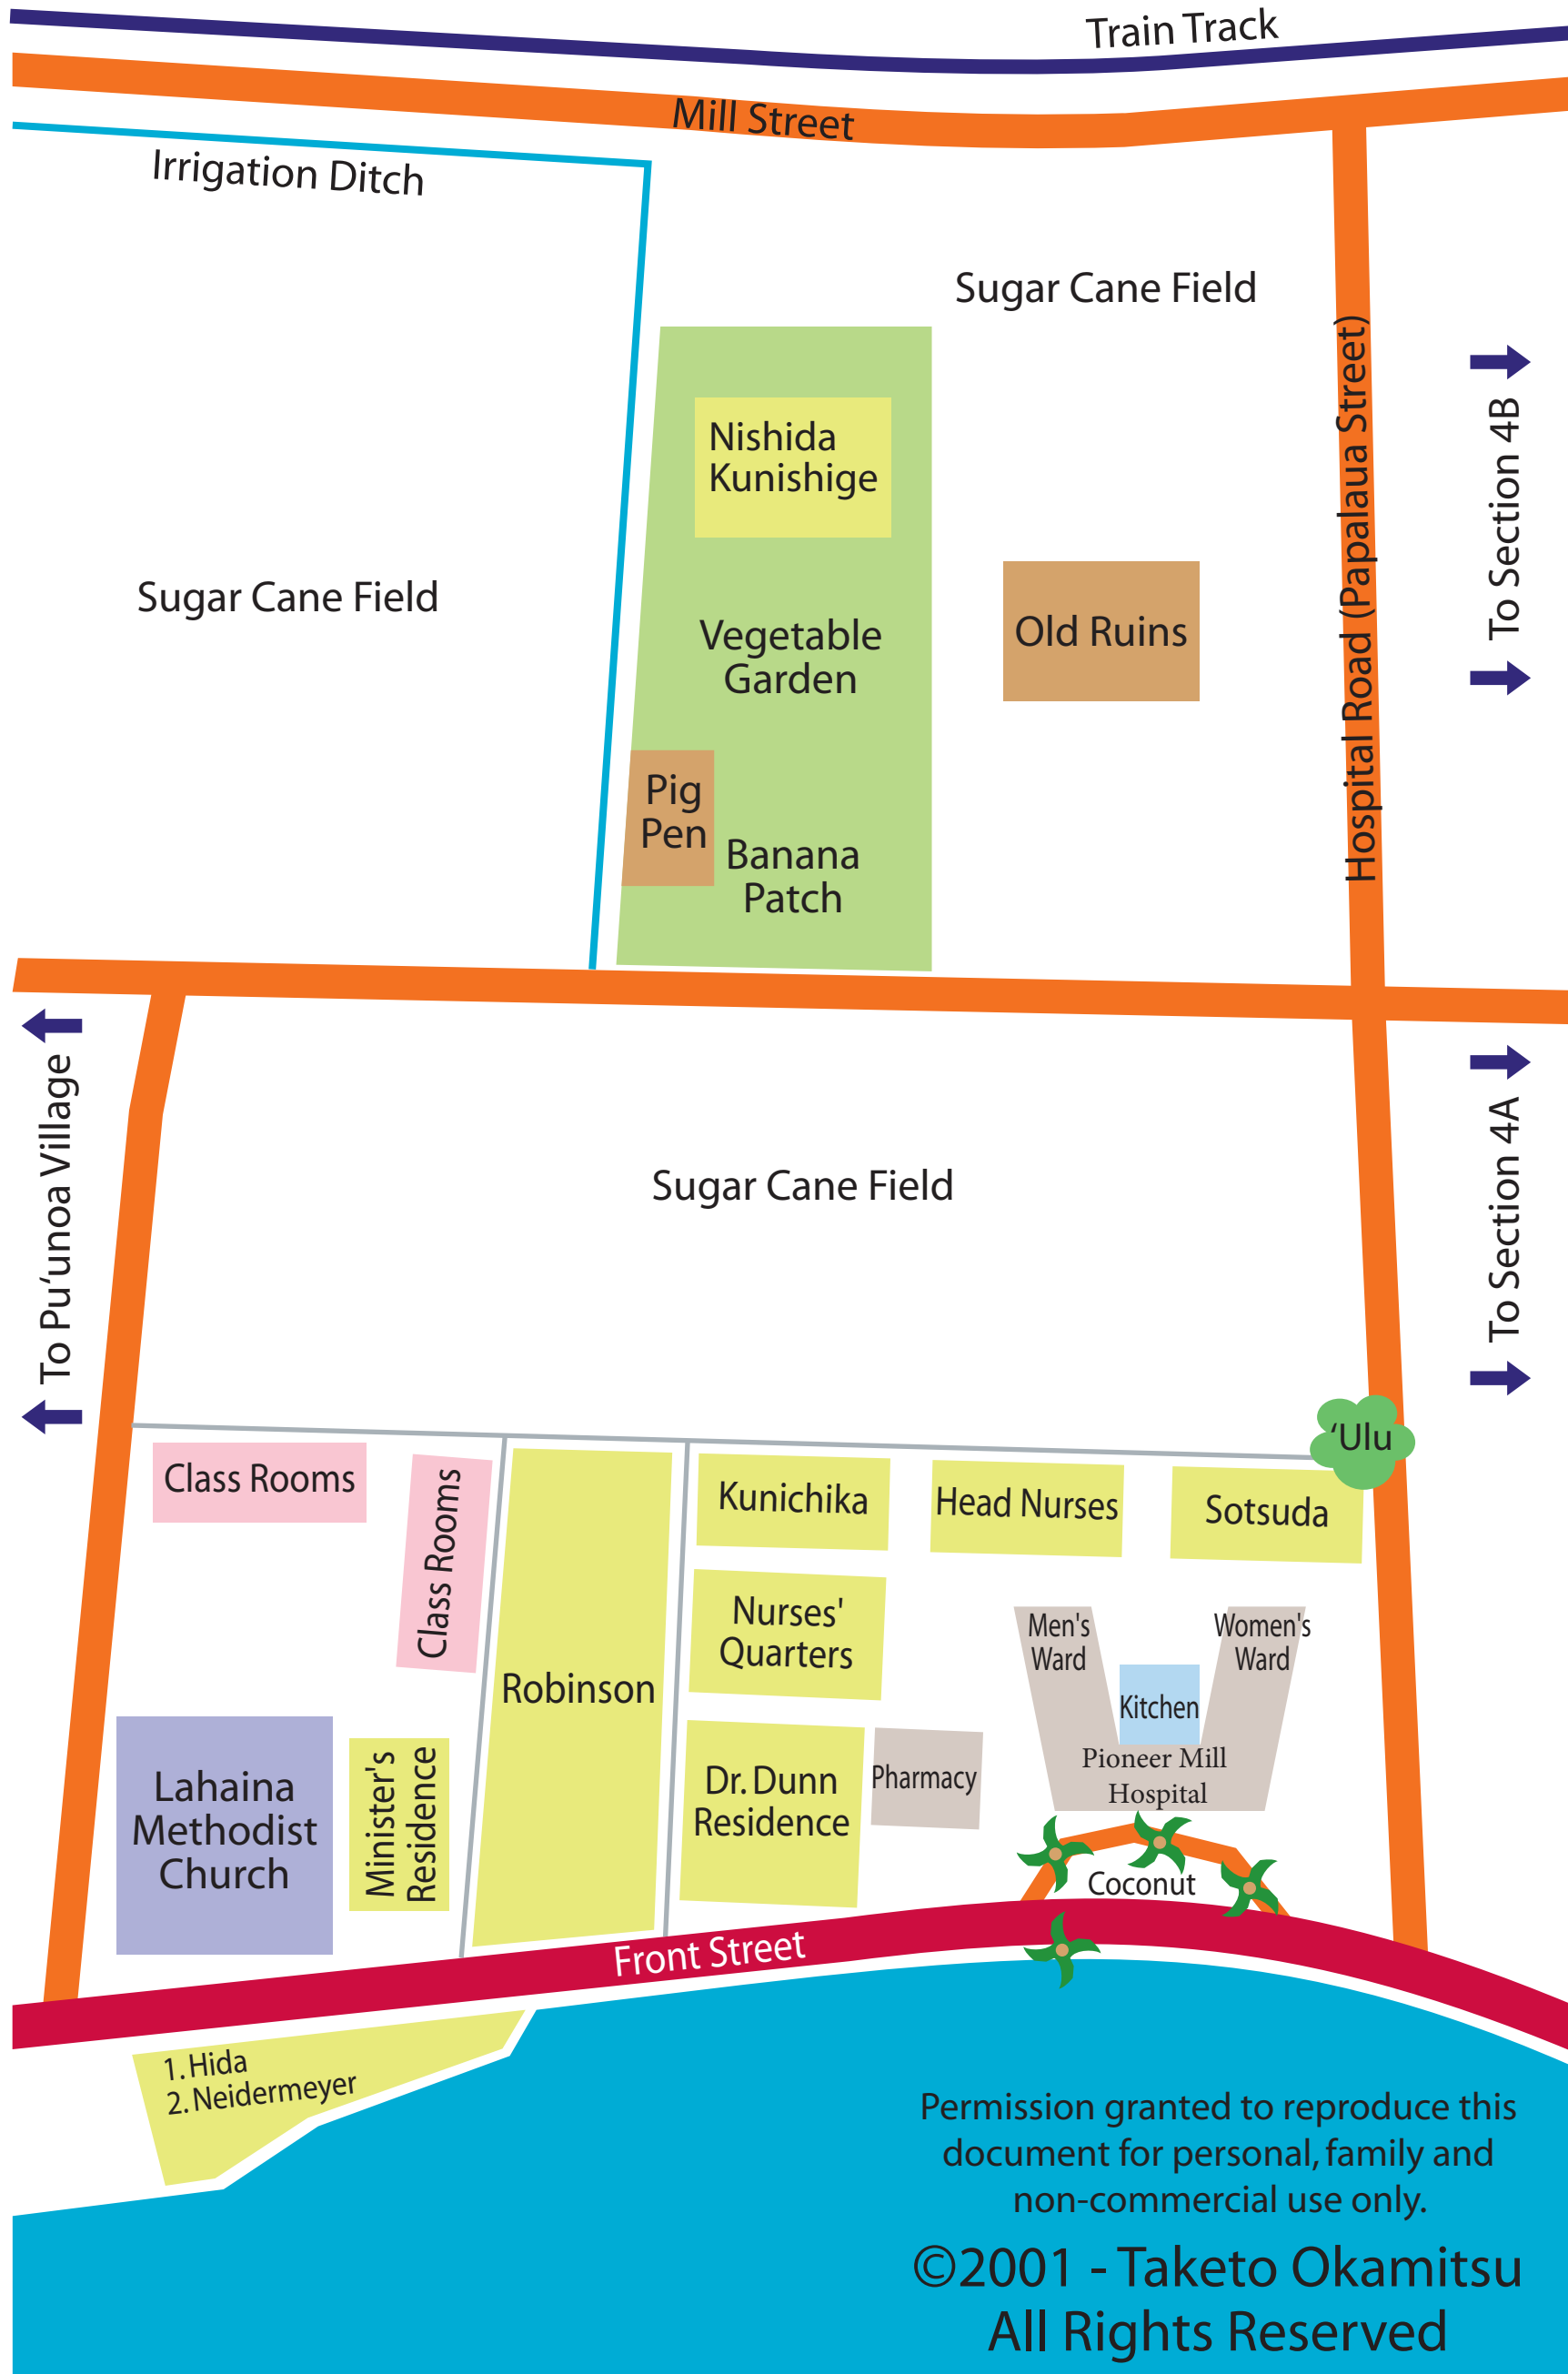 Train Track
Mill Street
Irrigation Ditch
Sugar Cane Field
Hospital Road (Papalaua Street)
To Section 4B
Nishida
Kunishige
Sugar Cane Field
Old Ruins
Vegetable
Garden
Pig
Pen
Banana
Patch
To Pu‘unoa Village
To Section 4A
Sugar Cane Field
‘Ulu
Class Rooms
Class Rooms
Kunichika
Head Nurses
Sotsuda
Nurses'
Quarters
Men's
Ward
Women's
Ward
Robinson
Kitchen
Pioneer Mill
Hospital
Lahaina
Methodist
Church
Minister's
Residence
Dr. Dunn
Residence
Pharmacy
Coconut
Front Street
1. Hida
2. Neidermeyer
Permission granted to reproduce this
document for personal, family and
non-commercial use only.
©2001 - Taketo Okamitsu
All Rights Reserved